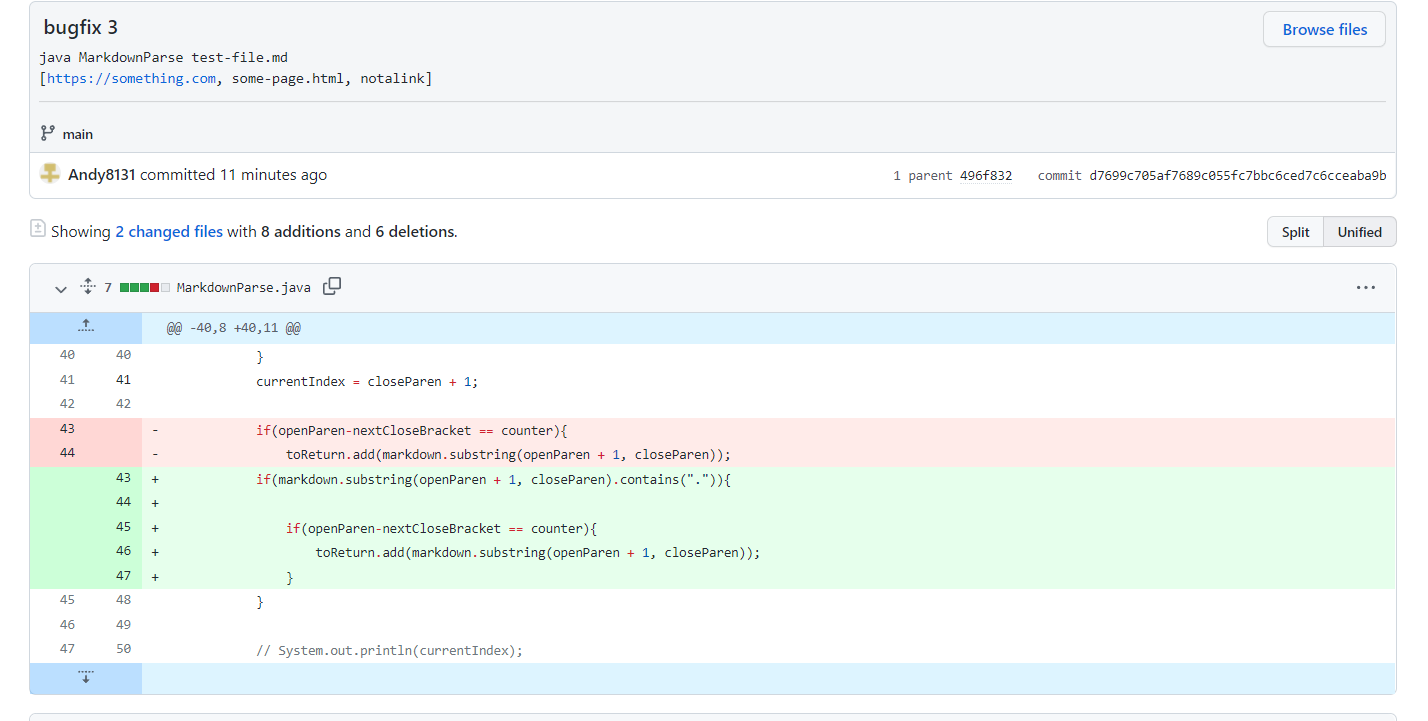 bugfix 3
Browse files
java MarkdownParse test-file.md
[https://something.com, some-page.html, notalink]
main
Andy8131 committed 11 minutes ago
1 parent 496f832 commit d7699c705af7689c055fc7bbc6ced7c6cceaba9b
Showing 2 changed files with 8 additions and 6 deletions.
Split Unified
7 MarkdownParse.java
@@ -40,8 +40,11 @@
40 40 }
41 41 currentIndex = closeParen + 1;
42 42
43 - if(openParen-nextCloseBracket == counter){
44 - toReturn.add(markdown.substring(openParen + 1, closeParen));
43 + if(markdown.substring(openParen + 1, closeParen).contains(".")){
44 +
45 + if(openParen-nextCloseBracket == counter){
46 + toReturn.add(markdown.substring(openParen + 1, closeParen));
47 + }
45 48 }
46 49
47 50 // System.out.println(currentIndex);